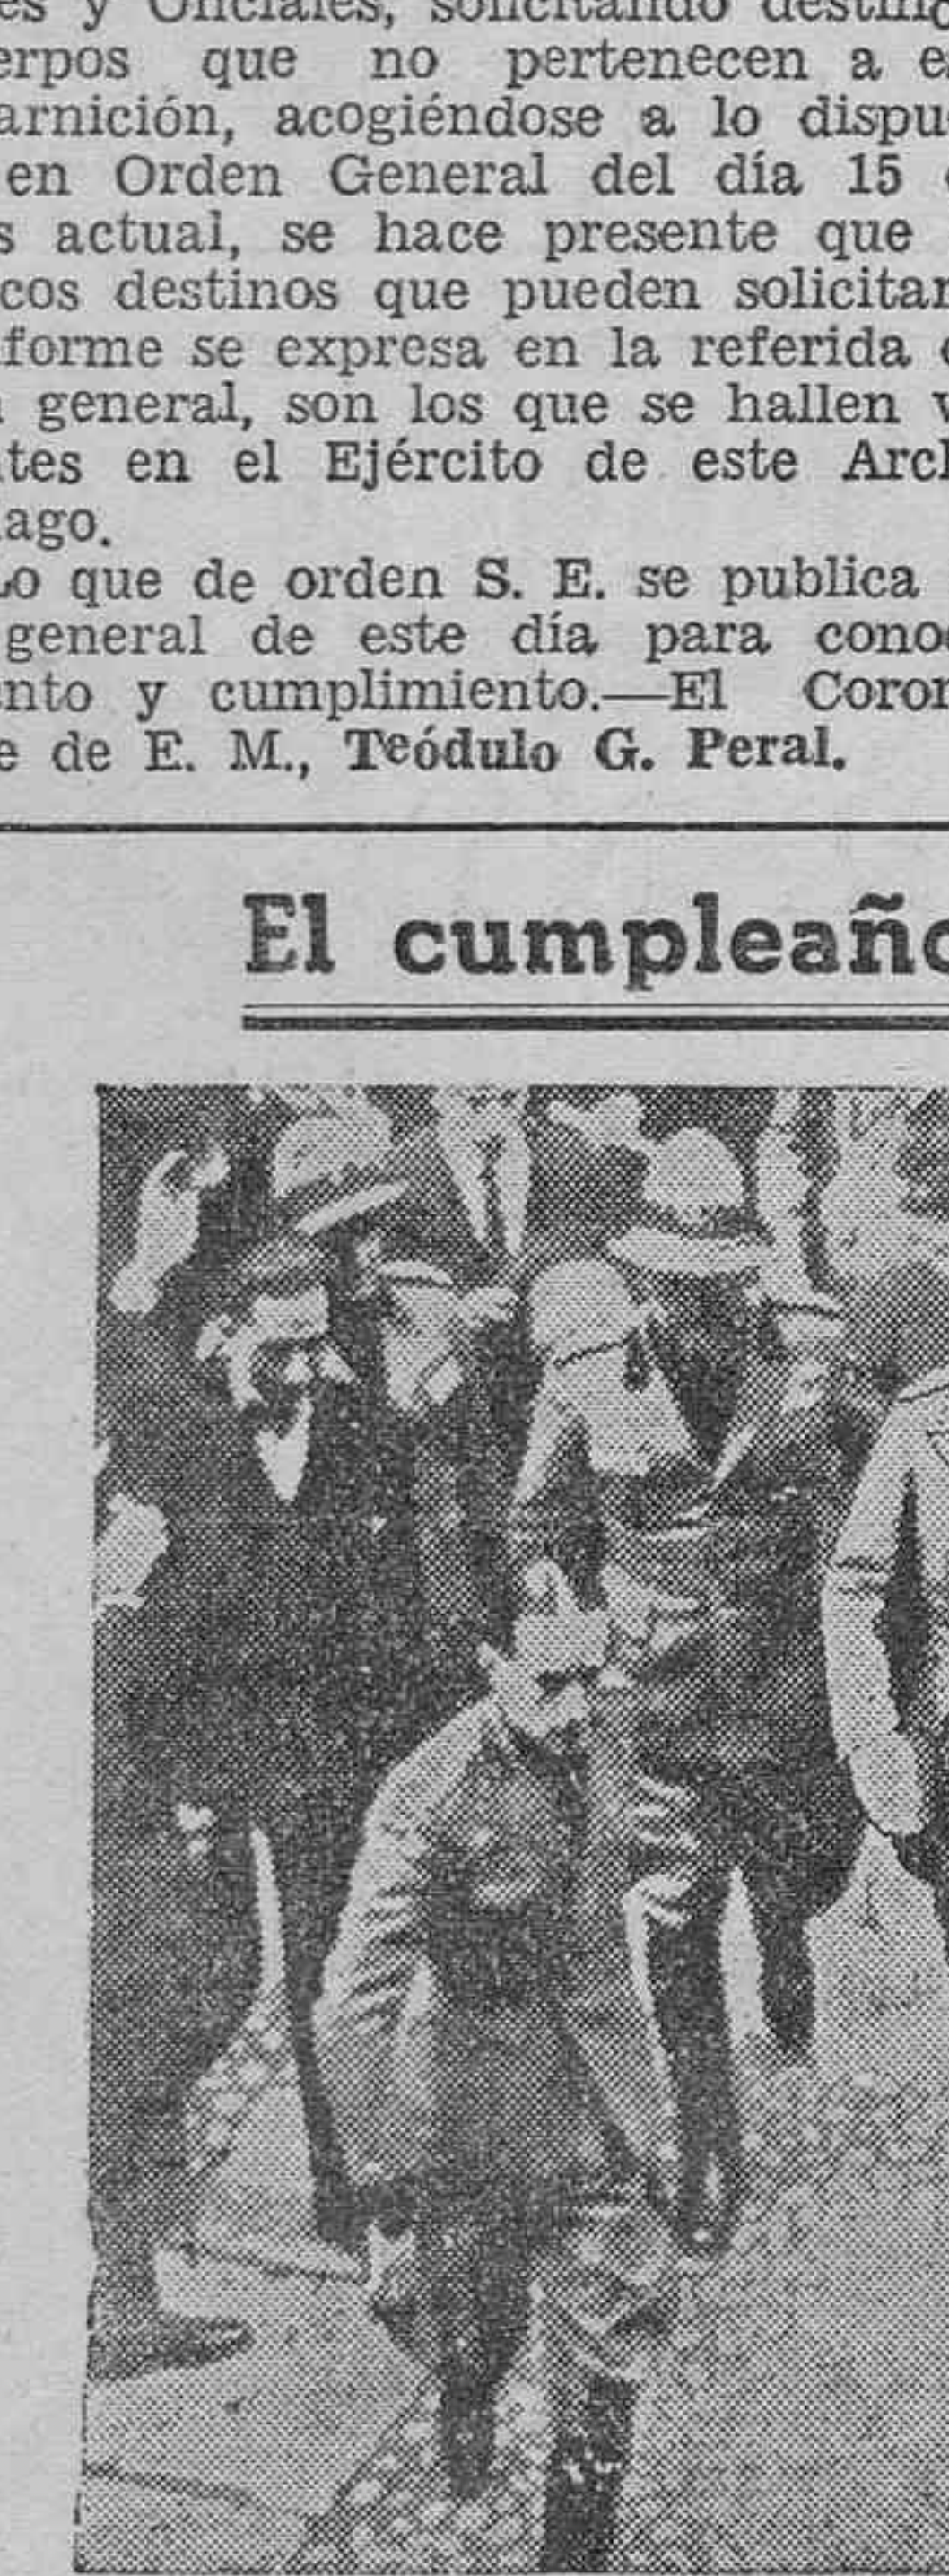 es y Oficiales, solicitando destino
erpos que no pertenecen a e
arnición, acogiéndose a lo dispu
en Orden General del día 15
s actual, se hace presente que
cos destinos que pueden solicitar
forme se expresa en la referida
general, son los que se hallen v
tes en el Ejército de este Arch
ago.
Lo que de orden S. E. se publica
general de este día para cono
nto y cumplimiento.—El Coron
e de E. M., Teódulo G. Peral.
El cumpleaño